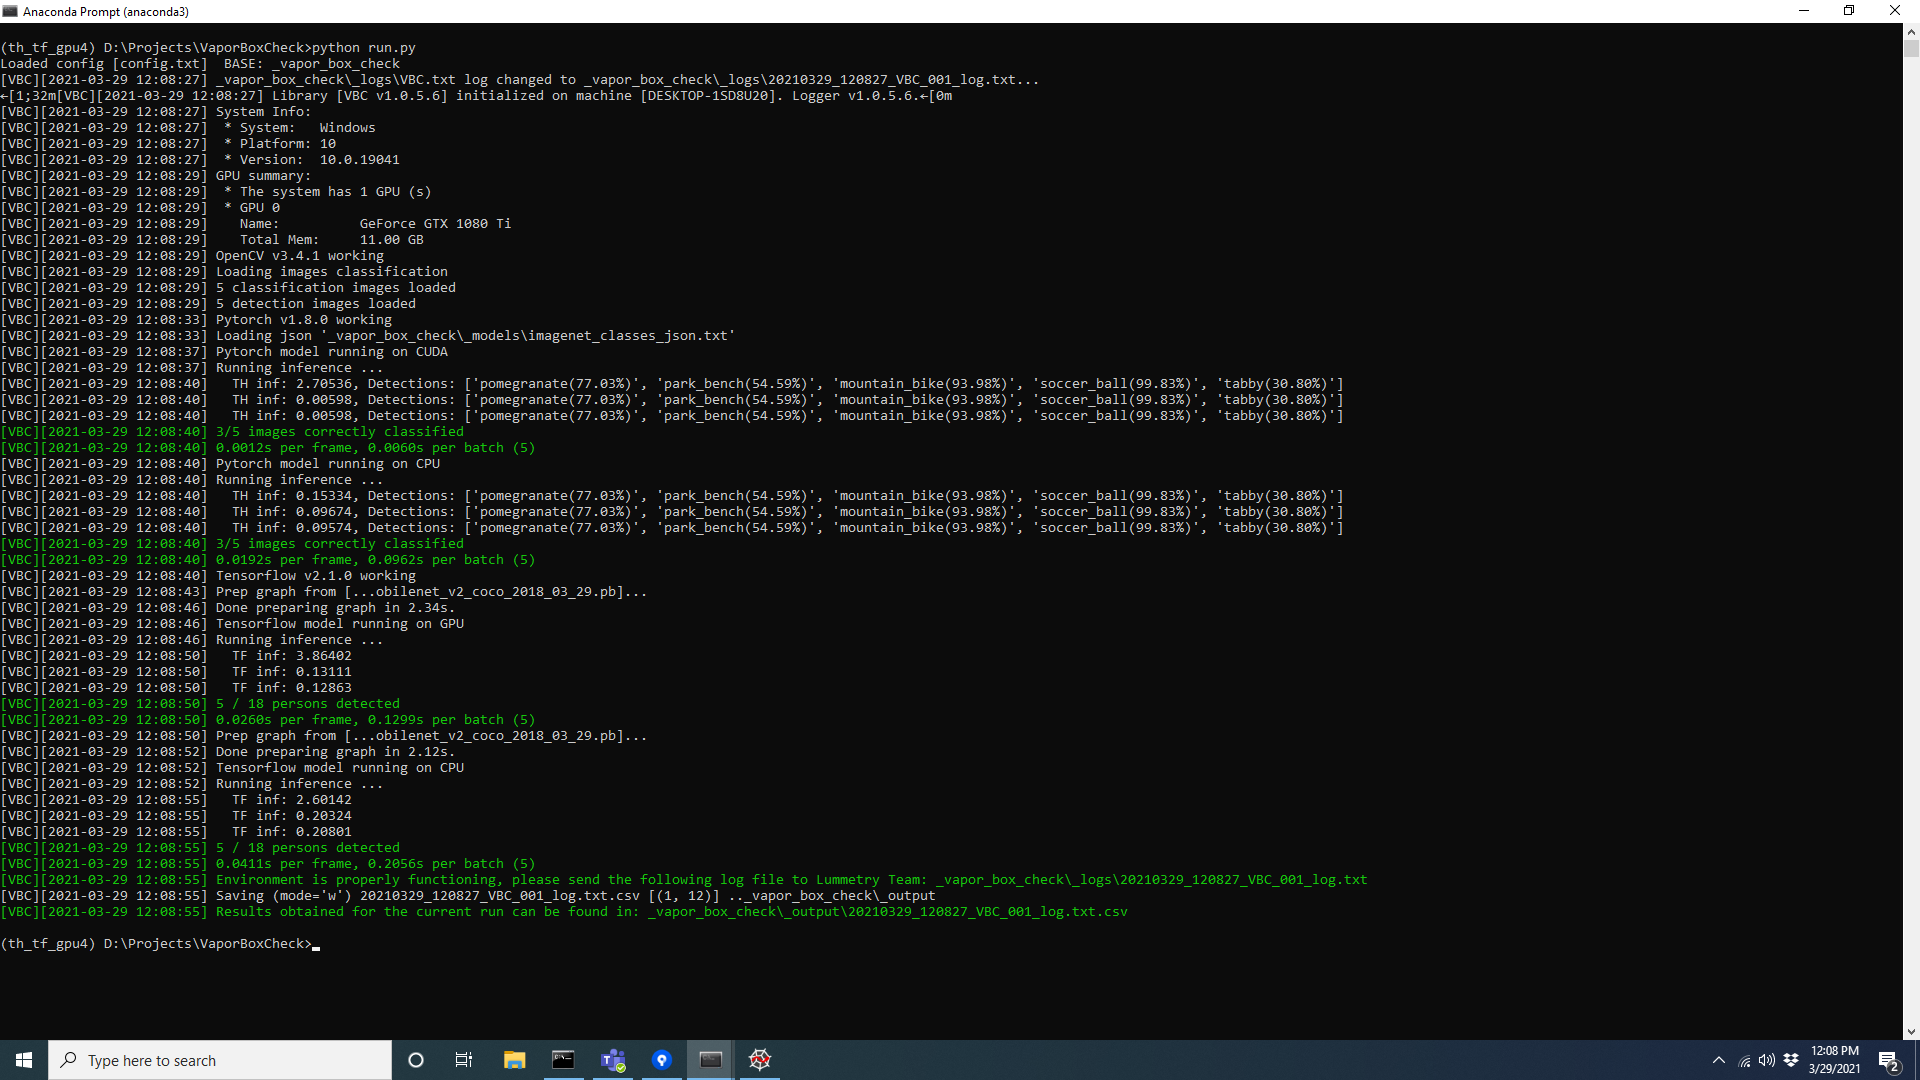 Anaconda Prompt (anaconda3)
(th_tf_gpu4) D:\Projects\VaporBoxCheck>python run.py
Loaded config [config.txt]  BASE: _vapor_box_check
[VBC][2021-03-29 12:08:27] _vapor_box_check\_logs\VBC.txt log changed to _vapor_box_check\_logs\20210329_120827_VBC_001_log.txt...
←[1;32m[VBC][2021-03-29 12:08:27] Library [VBC v1.0.5.6] initialized on machine [DESKTOP-1SD8U20]. Logger v1.0.5.6.←[0m
[VBC][2021-03-29 12:08:27] System Info:
[VBC][2021-03-29 12:08:27]  * System:   Windows
[VBC][2021-03-29 12:08:27]  * Platform: 10
[VBC][2021-03-29 12:08:27]  * Version:  10.0.19041
[VBC][2021-03-29 12:08:29] GPU summary:
[VBC][2021-03-29 12:08:29]  * The system has 1 GPU (s)
[VBC][2021-03-29 12:08:29]  * GPU 0
[VBC][2021-03-29 12:08:29]    Name:          GeForce GTX 1080 Ti
[VBC][2021-03-29 12:08:29]    Total Mem:     11.00 GB
[VBC][2021-03-29 12:08:29] OpenCV v3.4.1 working
[VBC][2021-03-29 12:08:29] Loading images classification
[VBC][2021-03-29 12:08:29] 5 classification images loaded
[VBC][2021-03-29 12:08:29] 5 detection images loaded
[VBC][2021-03-29 12:08:33] Pytorch v1.8.0 working
[VBC][2021-03-29 12:08:33] Loading json '_vapor_box_check\_models\imagenet_classes_json.txt'
[VBC][2021-03-29 12:08:37] Pytorch model running on CUDA
[VBC][2021-03-29 12:08:37] Running inference ...
[VBC][2021-03-29 12:08:40]   TH inf: 2.70536, Detections: ['pomegranate(77.03%)', 'park_bench(54.59%)', 'mountain_bike(93.98%)', 'soccer_ball(99.83%)', 'tabby(30.80%)']
[VBC][2021-03-29 12:08:40]   TH inf: 0.00598, Detections: ['pomegranate(77.03%)', 'park_bench(54.59%)', 'mountain_bike(93.98%)', 'soccer_ball(99.83%)', 'tabby(30.80%)']
[VBC][2021-03-29 12:08:40]   TH inf: 0.00598, Detections: ['pomegranate(77.03%)', 'park_bench(54.59%)', 'mountain_bike(93.98%)', 'soccer_ball(99.83%)', 'tabby(30.80%)']
[VBC][2021-03-29 12:08:40] 3/5 images correctly classified
[VBC][2021-03-29 12:08:40] 0.0012s per frame, 0.0060s per batch (5)
[VBC][2021-03-29 12:08:40] Pytorch model running on CPU
[VBC][2021-03-29 12:08:40] Running inference ...
[VBC][2021-03-29 12:08:40]   TH inf: 0.15334, Detections: ['pomegranate(77.03%)', 'park_bench(54.59%)', 'mountain_bike(93.98%)', 'soccer_ball(99.83%)', 'tabby(30.80%)']
[VBC][2021-03-29 12:08:40]   TH inf: 0.09674, Detections: ['pomegranate(77.03%)', 'park_bench(54.59%)', 'mountain_bike(93.98%)', 'soccer_ball(99.83%)', 'tabby(30.80%)']
[VBC][2021-03-29 12:08:40]   TH inf: 0.09574, Detections: ['pomegranate(77.03%)', 'park_bench(54.59%)', 'mountain_bike(93.98%)', 'soccer_ball(99.83%)', 'tabby(30.80%)']
[VBC][2021-03-29 12:08:40] 3/5 images correctly classified
[VBC][2021-03-29 12:08:40] 0.0192s per frame, 0.0962s per batch (5)
[VBC][2021-03-29 12:08:40] Tensorflow v2.1.0 working
[VBC][2021-03-29 12:08:43] Prep graph from [...obilenet_v2_coco_2018_03_29.pb]...
[VBC][2021-03-29 12:08:46] Done preparing graph in 2.34s.
[VBC][2021-03-29 12:08:46] Tensorflow model running on GPU
[VBC][2021-03-29 12:08:46] Running inference ...
[VBC][2021-03-29 12:08:50]   TF inf: 3.86402
[VBC][2021-03-29 12:08:50]   TF inf: 0.13111
[VBC][2021-03-29 12:08:50]   TF inf: 0.12863
[VBC][2021-03-29 12:08:50] 5 / 18 persons detected
[VBC][2021-03-29 12:08:50] 0.0260s per frame, 0.1299s per batch (5)
[VBC][2021-03-29 12:08:50] Prep graph from [...obilenet_v2_coco_2018_03_29.pb]...
[VBC][2021-03-29 12:08:52] Done preparing graph in 2.12s.
[VBC][2021-03-29 12:08:52] Tensorflow model running on CPU
[VBC][2021-03-29 12:08:52] Running inference ...
[VBC][2021-03-29 12:08:55]   TF inf: 2.60142
[VBC][2021-03-29 12:08:55]   TF inf: 0.20324
[VBC][2021-03-29 12:08:55]   TF inf: 0.20801
[VBC][2021-03-29 12:08:55] 5 / 18 persons detected
[VBC][2021-03-29 12:08:55] 0.0411s per frame, 0.2056s per batch (5)
[VBC][2021-03-29 12:08:55] Environment is properly functioning, please send the following log file to Lummetry Team: _vapor_box_check\_logs\20210329_120827_VBC_001_log.txt
[VBC][2021-03-29 12:08:55] Saving (mode='w') 20210329_120827_VBC_001_log.txt.csv [(1, 12)] .._vapor_box_check\_output
[VBC][2021-03-29 12:08:55] Results obtained for the current run can be found in: _vapor_box_check\_output\20210329_120827_VBC_001_log.txt.csv
(th_tf_gpu4) D:\Projects\VaporBoxCheck>
Type here to search
12:08 PM
3/29/2021
2